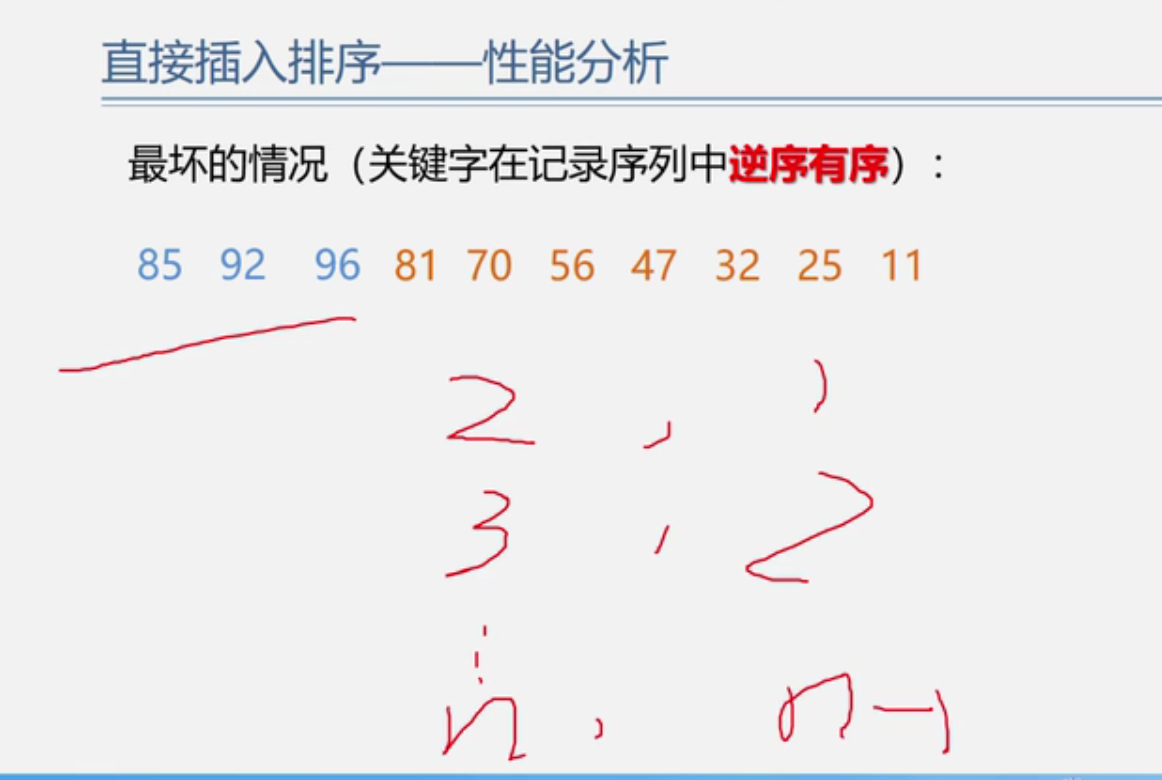 直接插入排序——性能分析
最坏的情况（关键字在记录序列中逆序有序）：
85 92 96 81 70 56 47 32 25 11
2 , 1
3 , 2
⋮
n , n-1